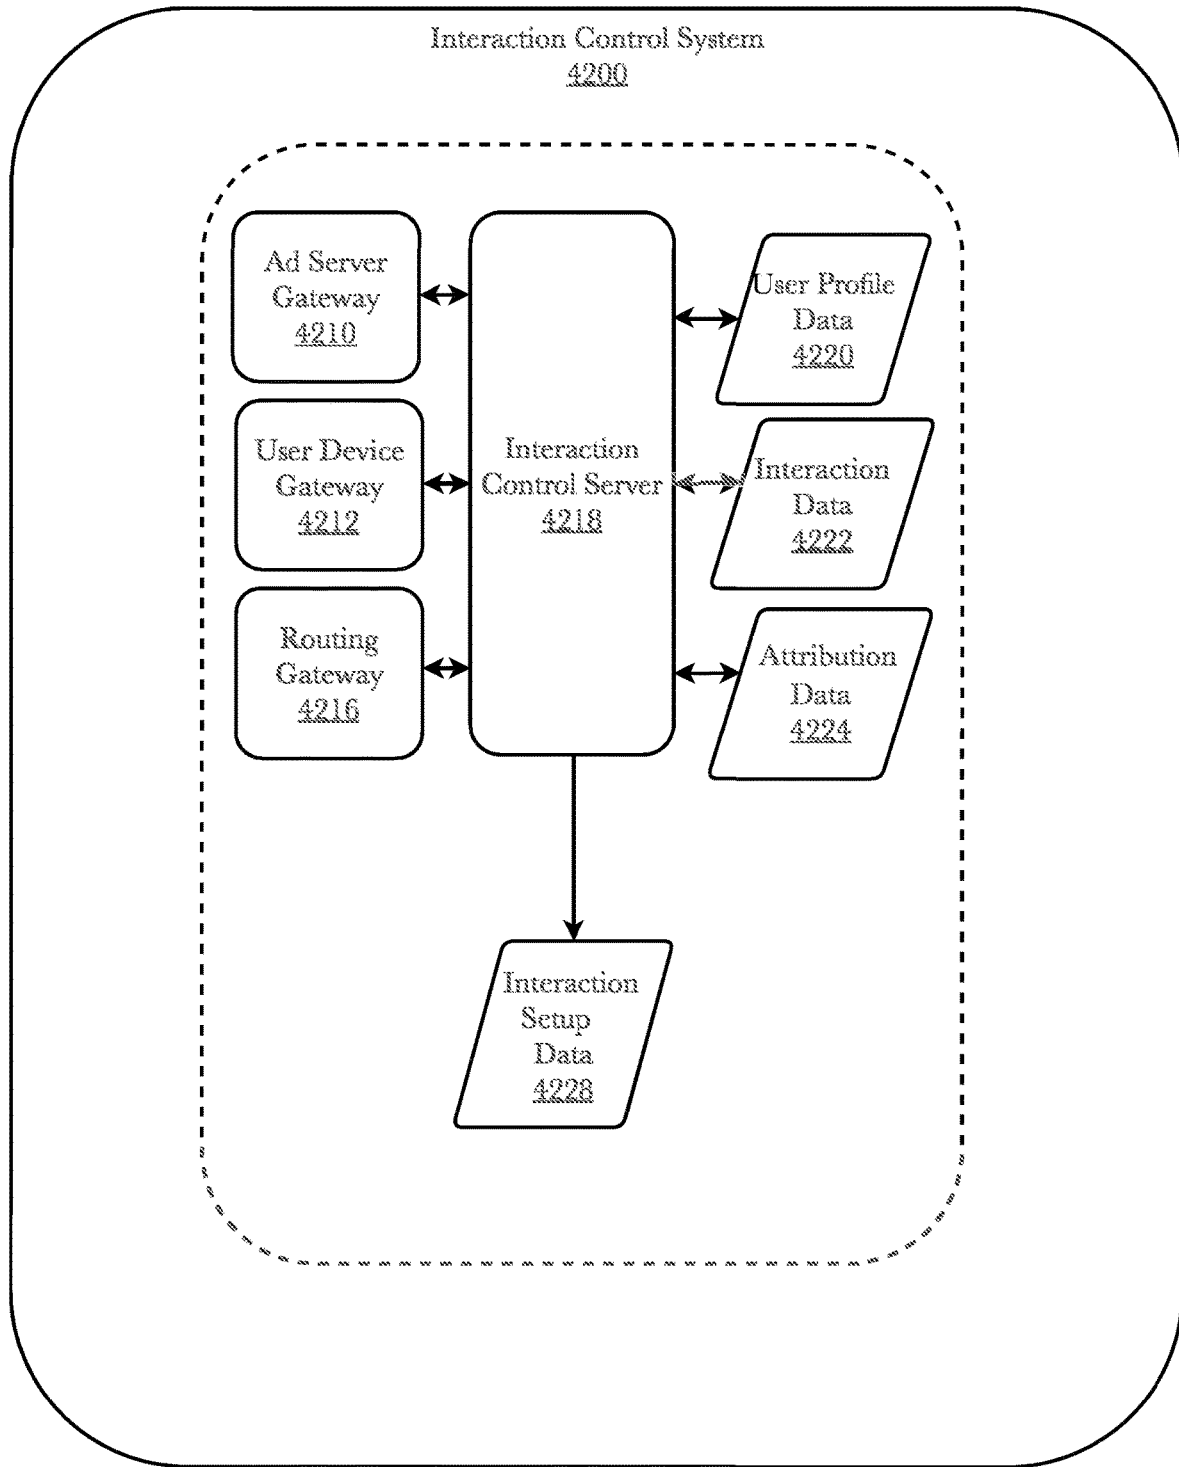 Interaction Control System
4200
Ad Server
Gateway
4210
User Device
Gateway
4212
Routing
Gateway
4216
Interaction
Control Server
4218
User Profile
Data
4220
Interaction
Data
4222
Attribution
Data
4224
Interaction
Setup
Data
4228